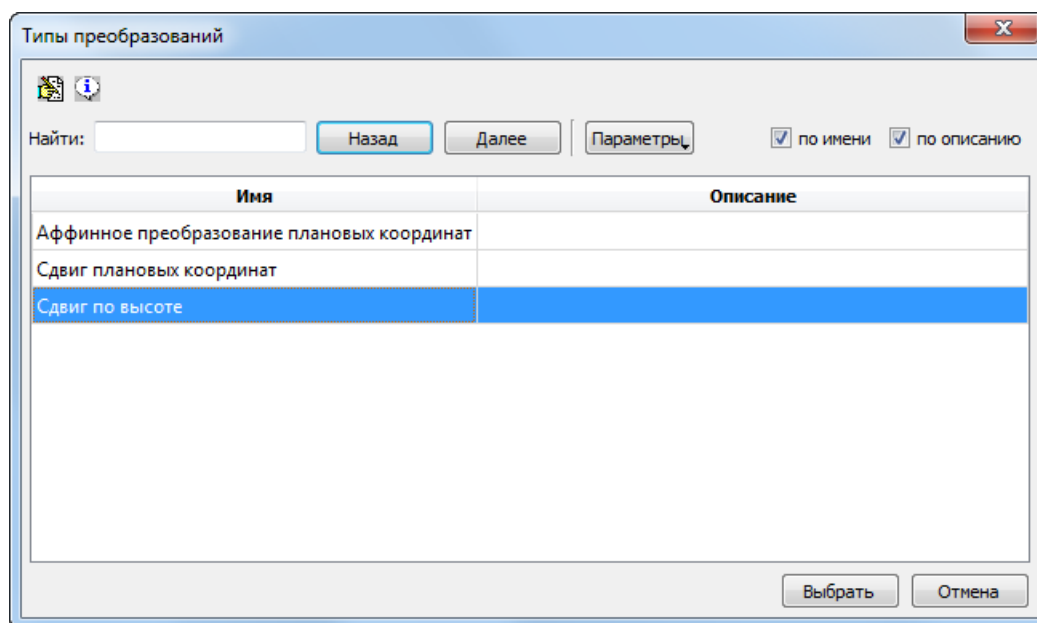 Типы преобразований
Найти: Назад Далее Параметры по имени по описанию
Имя Описание
Аффинное преобразование плановых координат
Сдвиг плановых координат
Сдвиг по высоте
Выбрать Отмена